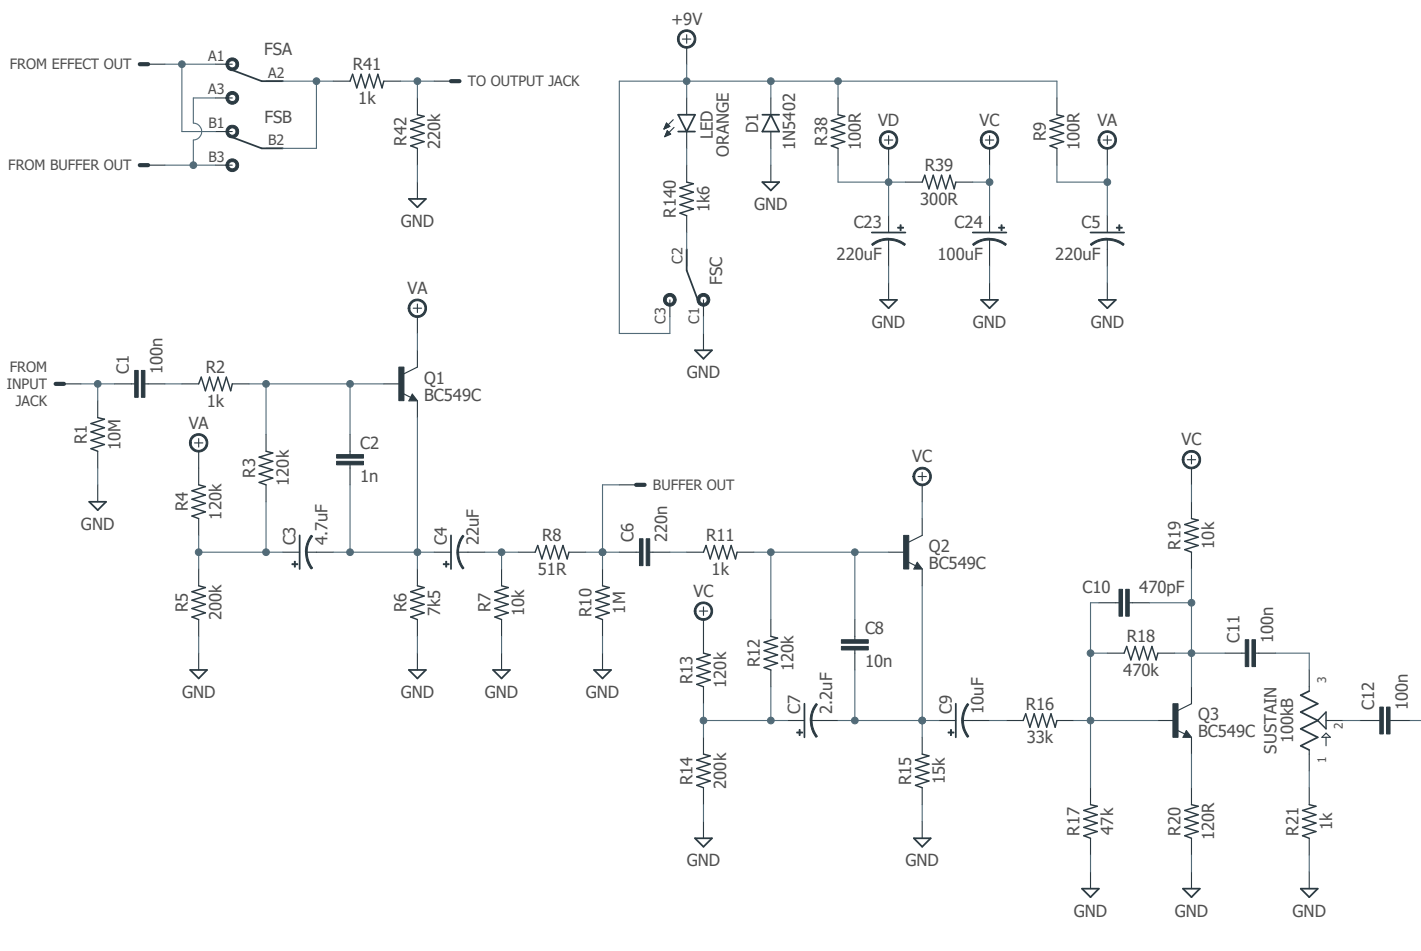 FROM EFFECT OUT
A1
FSA
A2
A3
FSB
B1
B2
FROM BUFFER OUT
B3
R41
1k
TO OUTPUT JACK
R42
220k
GND
+9V
LED
ORANGE
R140
1k6
C2
FSC
C3
C1
GND
D1
1N5402
GND
R38
100R
VD
R39
300R
VC
R9
100R
VA
C23
+
220uF
GND
C24
+
100uF
GND
C5
+
220uF
GND
FROM
INPUT
JACK
R1
10M
GND
C1
100n
R2
1k
VA
Q1
BC549C
VA
R4
120k
R3
120k
C2
1n
C3
4.7uF
+
R5
200k
GND
R6
7k5
GND
C4
22uF
+
R7
10k
GND
R8
51R
R10
1M
GND
BUFFER OUT
C6
220n
R11
1k
VC
Q2
BC549C
VC
R13
120k
R12
120k
C8
10n
C7
2.2uF
+
R14
200k
GND
R15
15k
GND
C9
10uF
+
R16
33k
R17
47k
GND
VC
R19
10k
C10
470pF
R18
470k
Q3
BC549C
R20
120R
GND
C11
100n
SUSTAIN
100kB
3
2
1
R21
1k
GND
C12
100n